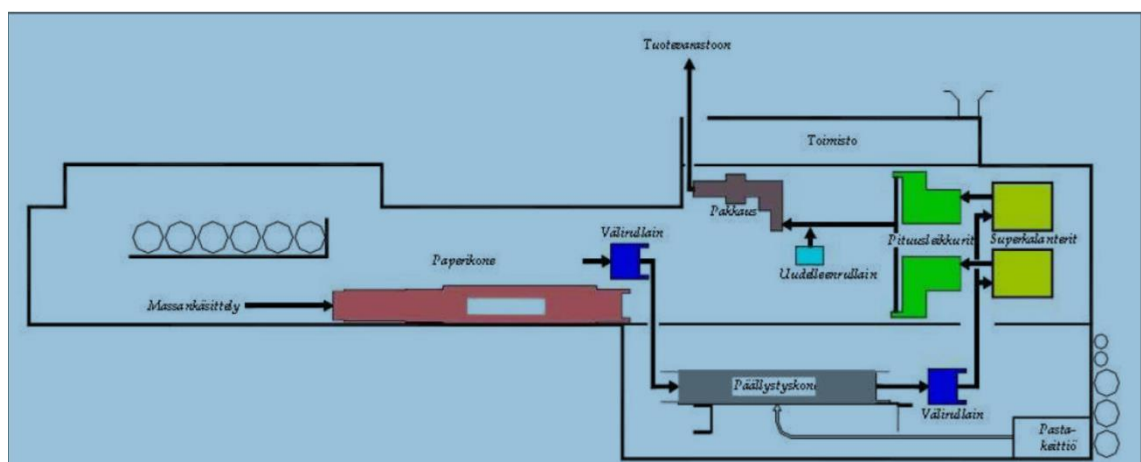 Tuotevarastoon
Toimisto
Pakkaus
Pituusleikkurit
Superkalanterit
Välirullain
Paperikone
Uudelleenrullain
Massankäsittely
Päällystyskone
Välirullain
Pasta-
keittiö